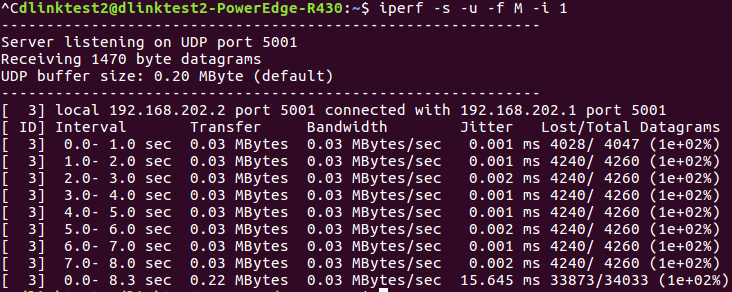 ^Cdlinktest2@dlinktest2-PowerEdge-R430:~$ iperf -s -u -f M -i 1
------------------------------------------------------------
Server listening on UDP port 5001
Receiving 1470 byte datagrams
UDP buffer size: 0.20 MByte (default)
------------------------------------------------------------
[  3] local 192.168.202.2 port 5001 connected with 192.168.202.1 port 5001
[ ID] Interval       Transfer     Bandwidth        Jitter   Lost/Total Datagrams
[  3]  0.0- 1.0 sec  0.03 MBytes  0.03 MBytes/sec   0.001 ms 4028/ 4047 (1e+02%)
[  3]  1.0- 2.0 sec  0.03 MBytes  0.03 MBytes/sec   0.001 ms 4240/ 4260 (1e+02%)
[  3]  2.0- 3.0 sec  0.03 MBytes  0.03 MBytes/sec   0.002 ms 4240/ 4260 (1e+02%)
[  3]  3.0- 4.0 sec  0.03 MBytes  0.03 MBytes/sec   0.001 ms 4240/ 4260 (1e+02%)
[  3]  4.0- 5.0 sec  0.03 MBytes  0.03 MBytes/sec   0.001 ms 4240/ 4260 (1e+02%)
[  3]  5.0- 6.0 sec  0.03 MBytes  0.03 MBytes/sec   0.002 ms 4240/ 4260 (1e+02%)
[  3]  6.0- 7.0 sec  0.03 MBytes  0.03 MBytes/sec   0.001 ms 4240/ 4260 (1e+02%)
[  3]  7.0- 8.0 sec  0.03 MBytes  0.03 MBytes/sec   0.002 ms 4240/ 4260 (1e+02%)
[  3]  0.0- 8.3 sec  0.22 MBytes  0.03 MBytes/sec  15.645 ms 33873/34033 (1e+02%)